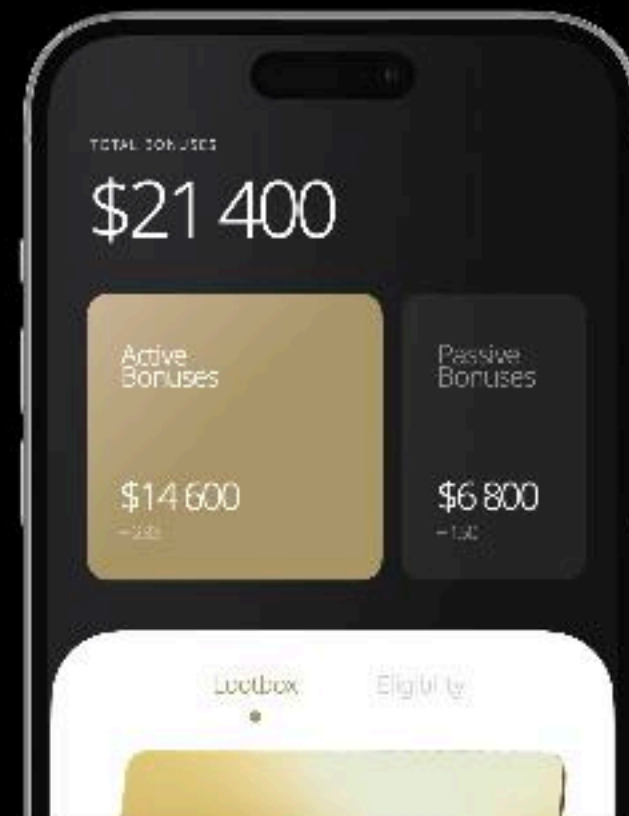 TOTAL BONUSES
$21 400
Active
Bonuses
$14 600
Passive
Bonuses
$6 800
Lootbox
Eligibility